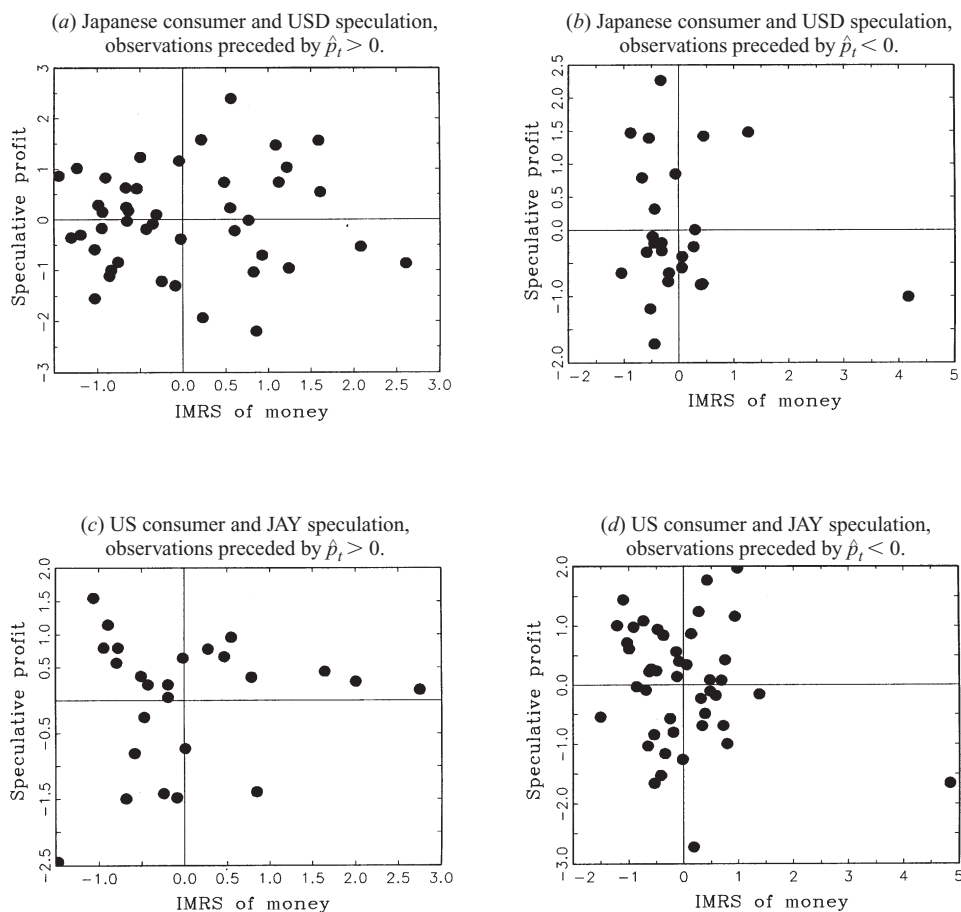 (a) Japanese consumer and USD speculation,
observations preceded by p̂ₜ > 0.
Speculative profit
3
2
1
0
−1
−2
−3
−1.0 0.0 0.5 1.0 1.5 2.0 2.5 3.0
IMRS of money
(b) Japanese consumer and USD speculation,
observations preceded by p̂ₜ < 0.
Speculative profit
2.5
2.0
1.5
0.5
0.0
−1.0
−2.0
−2 −1 0 1 2 3 4 5
IMRS of money
(c) US consumer and JAY speculation,
observations preceded by p̂ₜ > 0.
Speculative profit
2.0
1.0
0.5
−0.5
−1.5
−2.5
−1.0 0.0 0.5 1.0 1.5 2.0 2.5 3.0
IMRS of money
(d) US consumer and JAY speculation,
observations preceded by p̂ₜ < 0.
Speculative profit
2.0
1.0
0.0
−1.0
−2.0
−3.0
−2 −1 0 1 2 3 4 5
IMRS of money